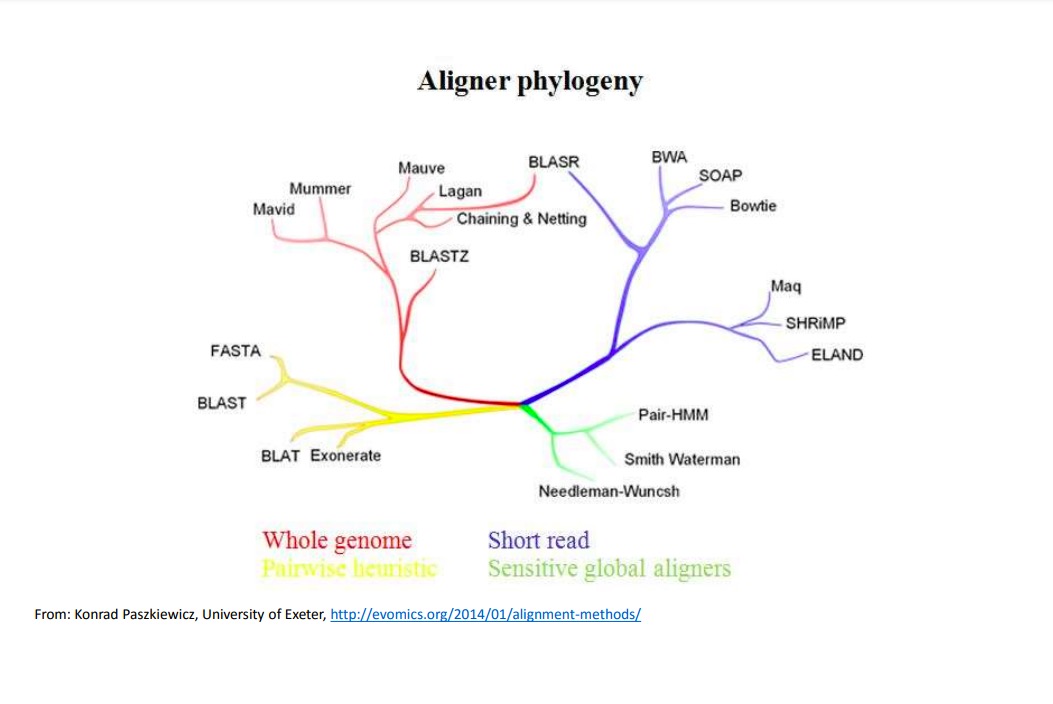 Aligner phylogeny
BLASR
BWA
Mauve
SOAP
Mummer
Lagan
Mavid
Bowtie
Chaining & Netting
BLASTZ
Maq
SHRiMP
FASTA
ELAND
BLAST
Pair-HMM
BLAT
Exonerate
Smith Waterman
Needleman-Wuncsh
Whole genome
Short read
Pairwise heuristic
Sensitive global aligners
From: Konrad Paszkiewicz, University of Exeter, http://evomics.org/2014/01/alignment-methods/